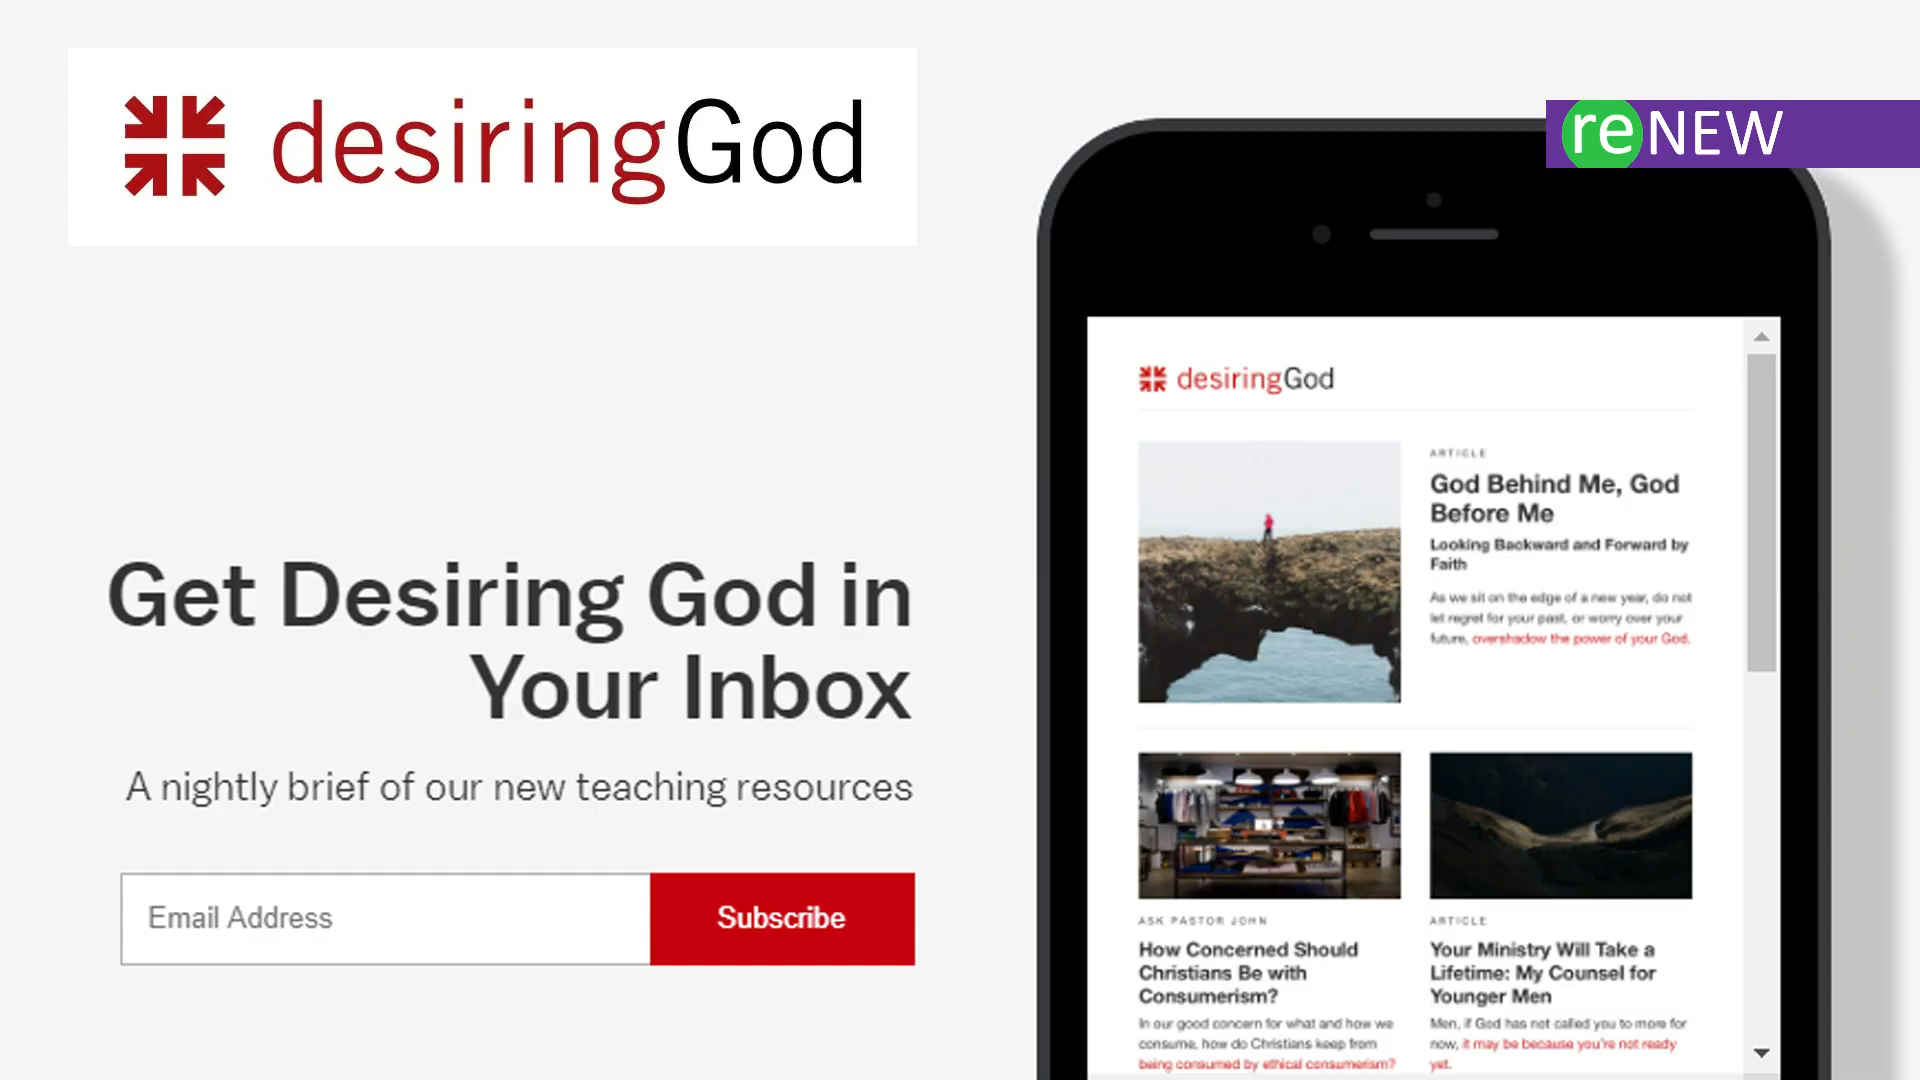 desiringGod
reNEW
Get Desiring God in
Your Inbox
A nightly brief of our new teaching resources
Email Address
Subscribe
desiringGod
ARTICLE
God Behind Me, God
Before Me
Looking Backward and Forward by
Faith
As we sit on the edge of a new year, do not
let regret for your past, or worry over your
future, overshadow the power of your God.
ASK PASTOR JOHN
How Concerned Should
Christians Be with
Consumerism?
In our good concern for what and how we
consume, how do Christians keep from
being consumed by ethical consumerism?
ARTICLE
Your Ministry Will Take a
Lifetime: My Counsel for
Younger Men
Men, if God has not called you to more for
now, it may be because you're not ready
yet.